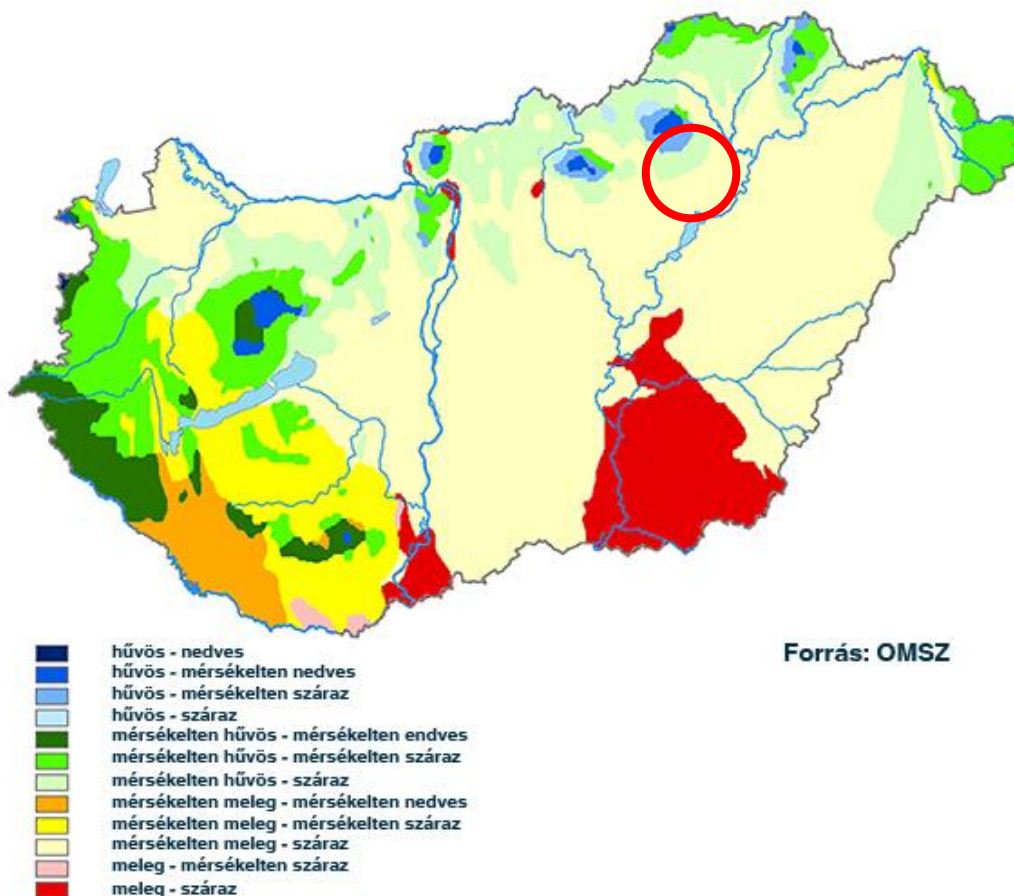 hűvös - nedves
hűvös - mérsékelten nedves
hűvös - mérsékelten száraz
hűvös - száraz
mérsékelten hűvös - mérsékelten endves
mérsékelten hűvös - mérsékelten száraz
mérsékelten hűvös - száraz
mérsékelten meleg - mérsékelten nedves
mérsékelten meleg - mérsékelten száraz
mérsékelten meleg - száraz
meleg - mérsékelten száraz
meleg - száraz
Forrás: OMSZ